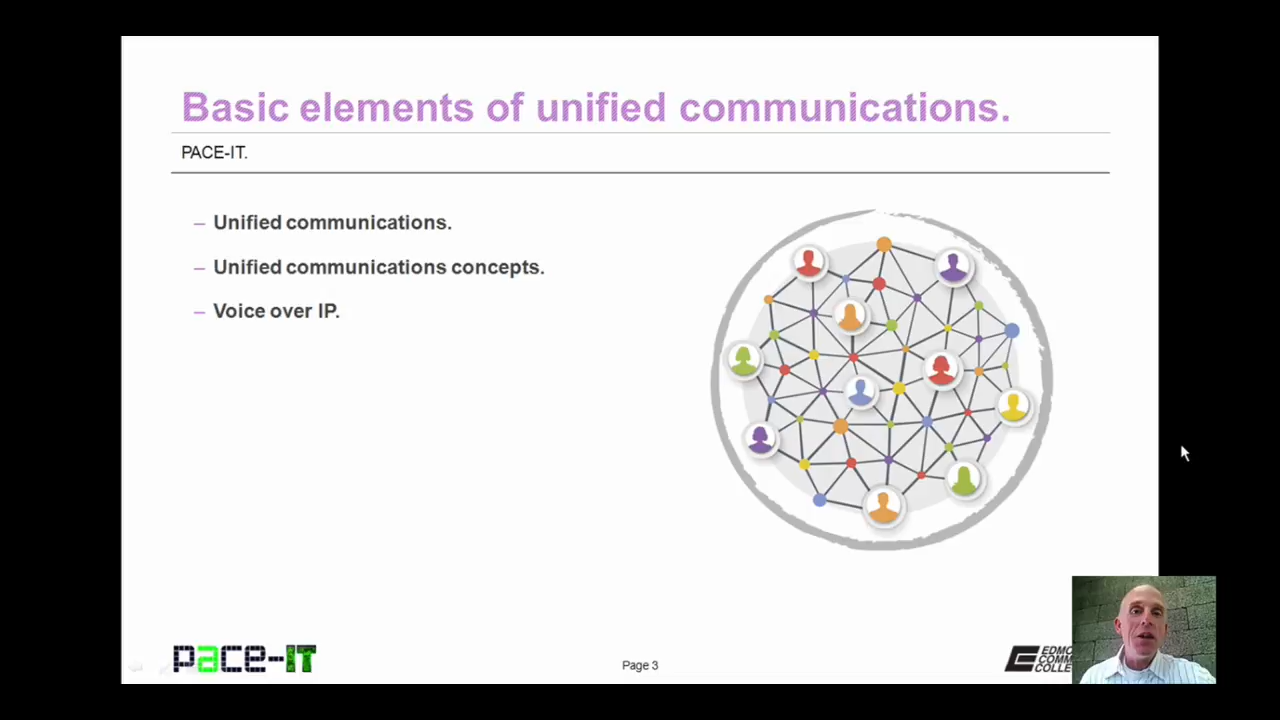 Basic elements of unified communications.
PACE-IT.
– Unified communications.
– Unified communications concepts.
– Voice over IP.
pace-IT
Page 3
COLLE